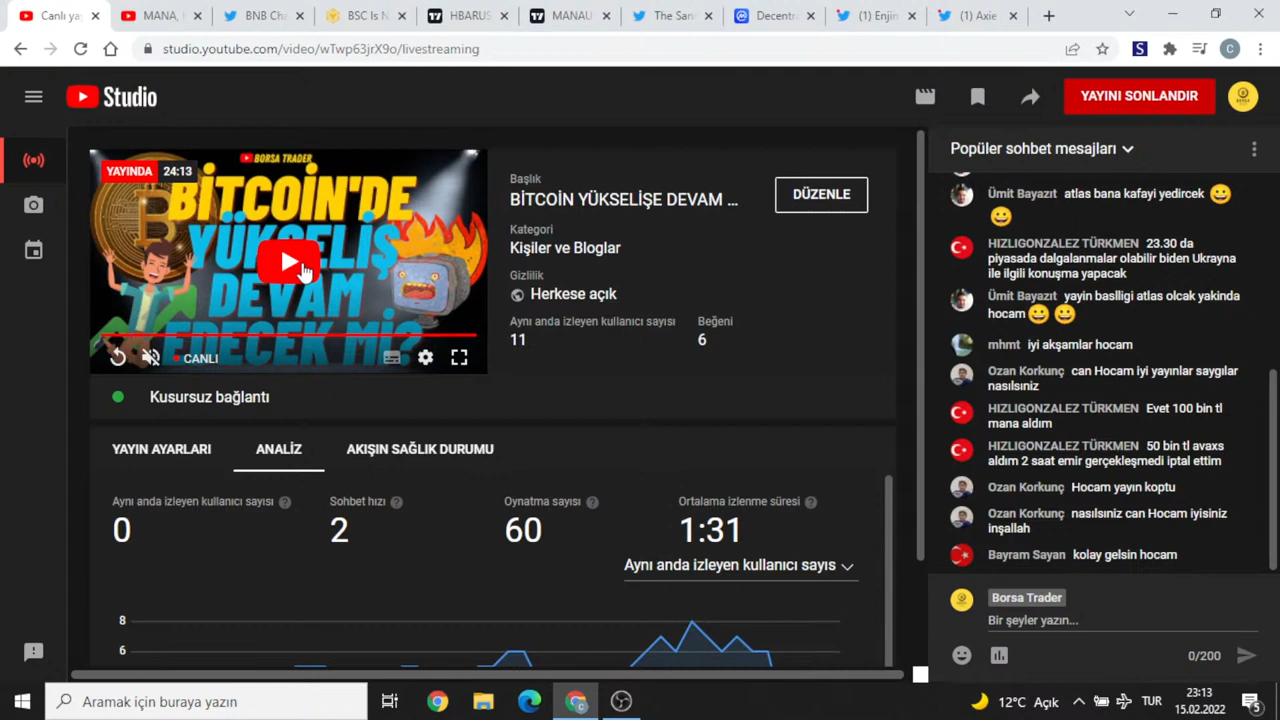 Canlı ya
MANA,
BNB Cha
BSC Is N
HBARUS
MANAU
The San
Decentra
(1) Enjin
(1) Axie
studio.youtube.com/video/wTwp63jrX9o/livestreaming
S
C
Studio
YAYINI SONLANDIR
YAYINDA 24:13
BORSA TRADER
BİTCOİN'DE
YÜKSELİŞ
DEVAM
EDECEK Mİ?
CANLI
Başlık
BİTCOİN YÜKSELİŞE DEVAM ...
DÜZENLE
Kategori
Kişiler ve Bloglar
Gizlilik
Herkese açık
Aynı anda izleyen kullanıcı sayısı
Beğeni
11
6
Kusursuz bağlantı
YAYIN AYARLARI
ANALİZ
AKIŞIN SAĞLIK DURUMU
Aynı anda izleyen kullanıcı sayısı
Sohbet hızı
Oynatma sayısı
Ortalama izlenme süresi
0
2
60
1:31
Aynı anda izleyen kullanıcı sayıs
8
6
Popüler sohbet mesajları
Ümit Bayazıt atlas bana kafayi yedircek 😀
😀
HIZLIGONZALEZ TÜRKMEN 23.30 da
piyasada dalgalanmalar olabilir biden Ukrayna
ile ilgili konuşma yapacak
Ümit Bayazıt yayin basligi atlas olcak yakinda
hocam 😀 😀
mhmt iyi akşamlar hocam
Ozan Korkunç can Hocam iyi yayınlar saygılar
nasılsınız
HIZLIGONZALEZ TÜRKMEN Evet 100 bin tl
mana aldım
HIZLIGONZALEZ TÜRKMEN 50 bin tl avaxs
aldım 2 saat emir gerçekleşmedi iptal ettim
Ozan Korkunç Hocam yayın koptu
Ozan Korkunç nasılsınız can Hocam iyisiniz
inşallah
Bayram Sayan kolay gelsin hocam
Borsa Trader
Bir şeyler yazın...
0/200
Aramak için buraya yazın
12°C Açık
TUR
23:13
15.02.2022
5